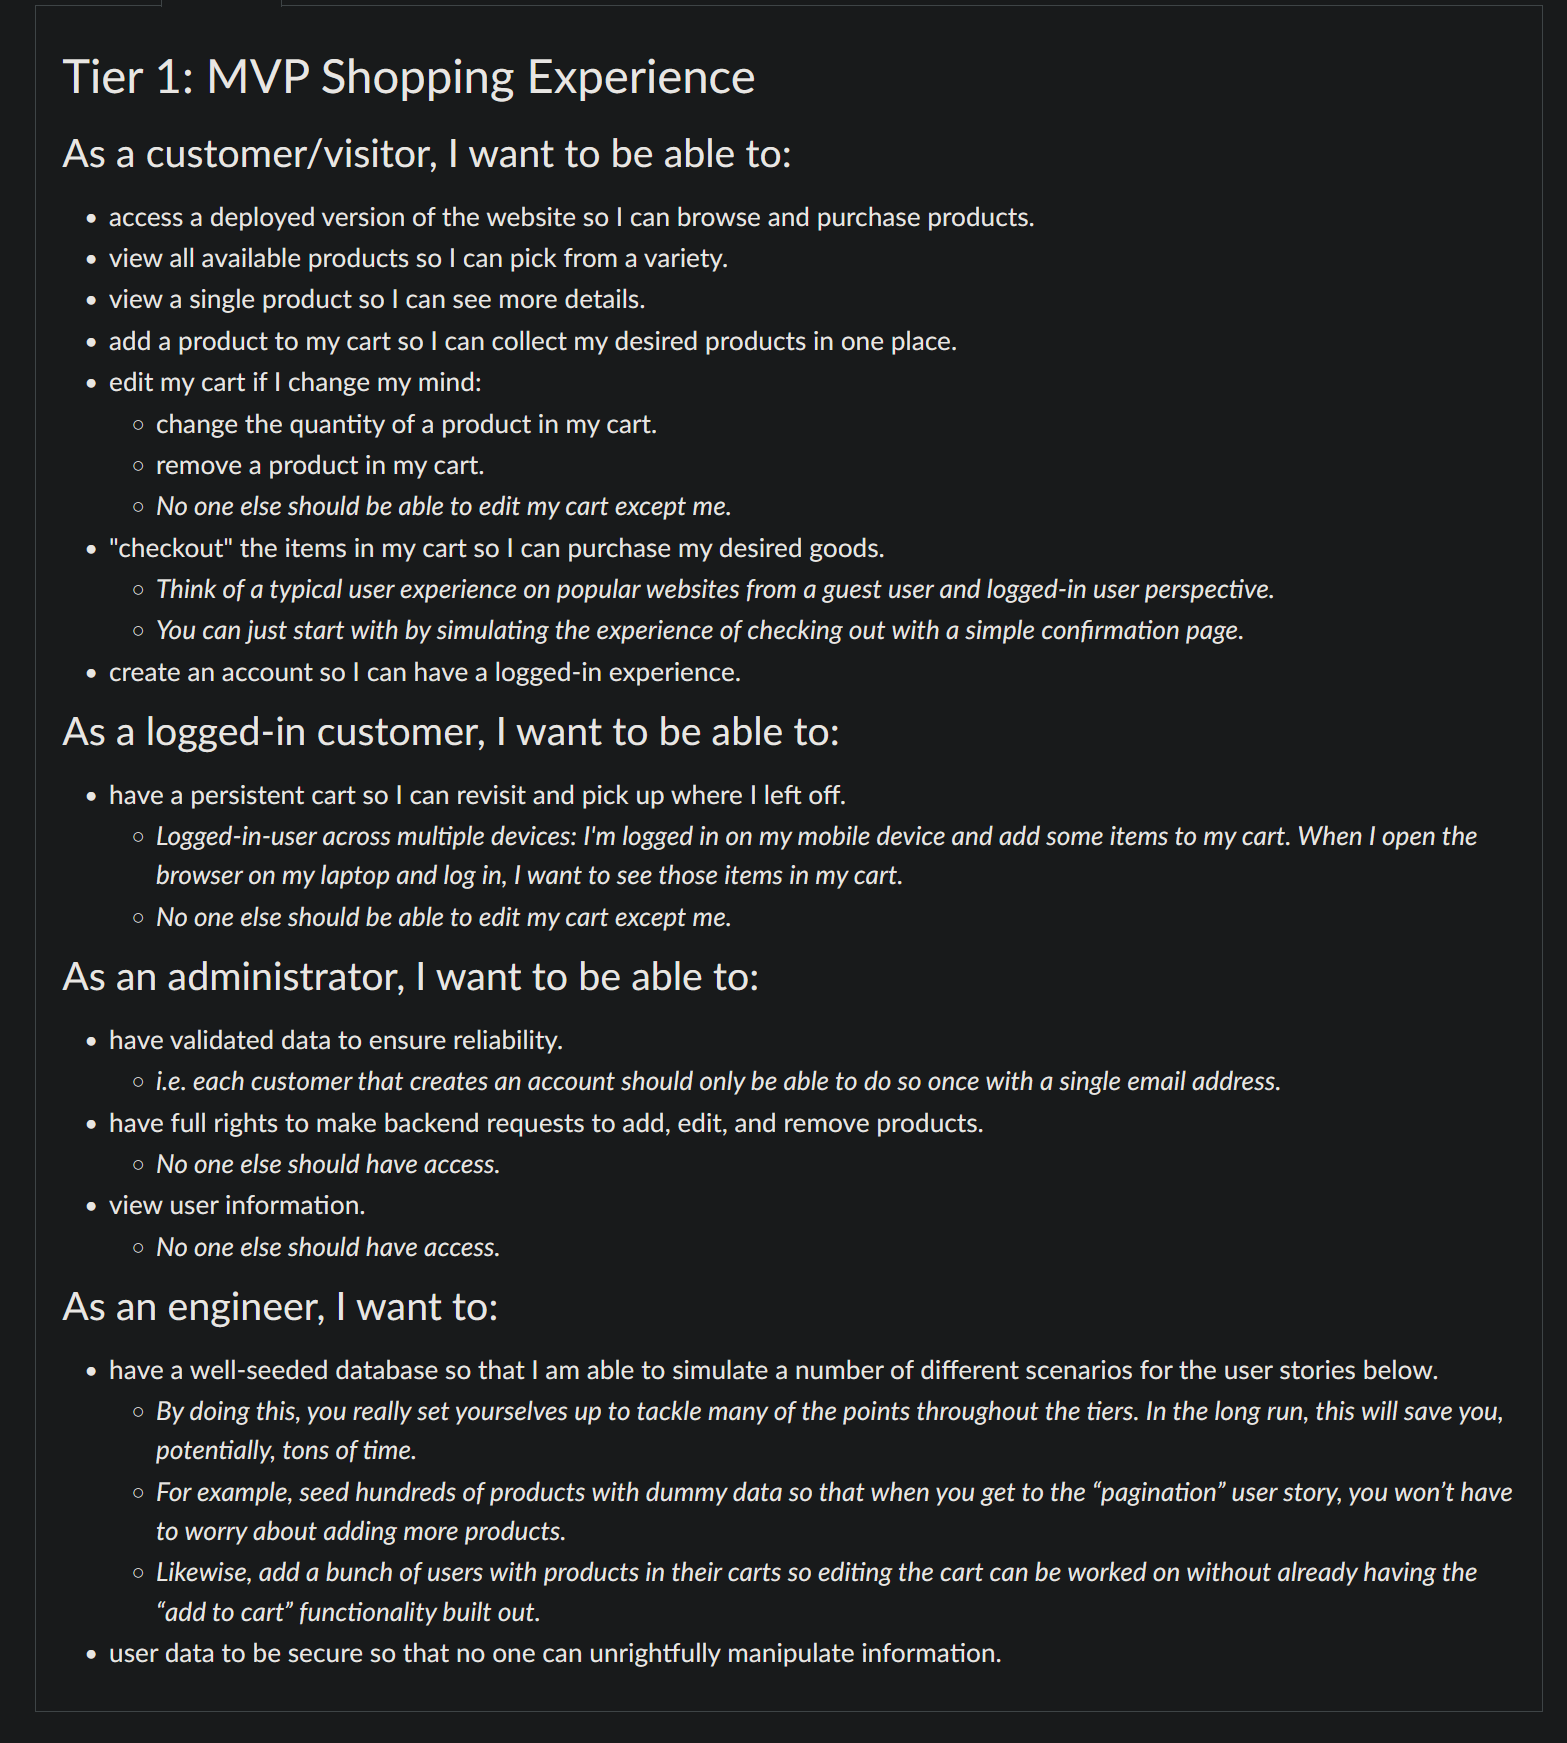 Tier 1: MVP Shopping Experience
As a customer/visitor, I want to be able to:
access a deployed version of the website so I can browse and purchase products.
view all available products so I can pick from a variety.
view a single product so I can see more details.
add a product to my cart so I can collect my desired products in one place.
edit my cart if I change my mind:
change the quantity of a product in my cart.
remove a product in my cart.
No one else should be able to edit my cart except me.
"checkout" the items in my cart so I can purchase my desired goods.
Think of a typical user experience on popular websites from a guest user and logged-in user perspective.
You can just start with by simulating the experience of checking out with a simple confirmation page.
create an account so I can have a logged-in experience.
As a logged-in customer, I want to be able to:
have a persistent cart so I can revisit and pick up where I left off.
Logged-in-user across multiple devices: I'm logged in on my mobile device and add some items to my cart. When I open the
browser on my laptop and log in, I want to see those items in my cart.
No one else should be able to edit my cart except me.
As an administrator, I want to be able to:
have validated data to ensure reliability.
i.e. each customer that creates an account should only be able to do so once with a single email address.
have full rights to make backend requests to add, edit, and remove products.
No one else should have access.
view user information.
No one else should have access.
As an engineer, I want to:
have a well-seeded database so that I am able to simulate a number of different scenarios for the user stories below.
By doing this, you really set yourselves up to tackle many of the points throughout the tiers. In the long run, this will save you,
potentially, tons of time.
For example, seed hundreds of products with dummy data so that when you get to the “pagination” user story, you won’t have
to worry about adding more products.
Likewise, add a bunch of users with products in their carts so editing the cart can be worked on without already having the
“add to cart” functionality built out.
user data to be secure so that no one can unrightfully manipulate information.